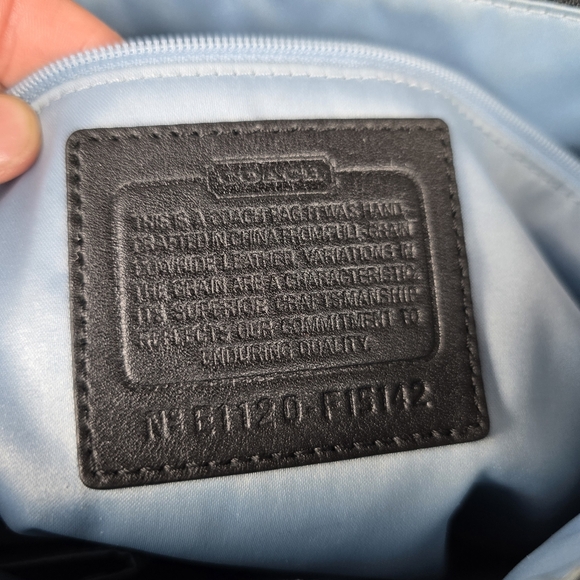 COACH
THIS IS A COACH BAG. IT WAS HAND-
CRAFTED IN CHINA FROM FULL GRAIN
COWHIDE LEATHER. VARIATIONS IN
THE GRAIN ARE A CHARACTERISTIC.
ITS SUPERIOR CRAFTSMANSHIP
REFLECTS OUR COMMITMENT TO
ENDURING QUALITY.
Nº E1120-F15142